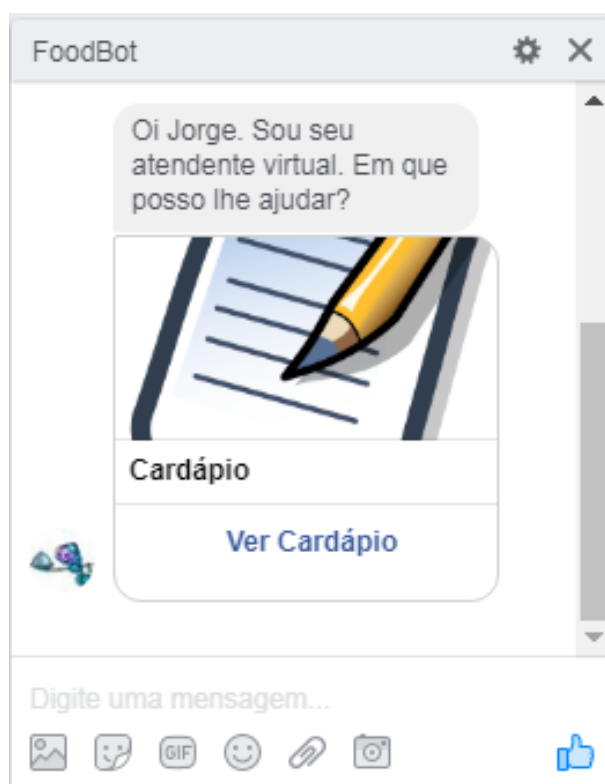 FoodBot
Oi Jorge. Sou seu
atendente virtual. Em que
posso lhe ajudar?
Cardápio
Ver Cardápio
Digite uma mensagem...
GIF